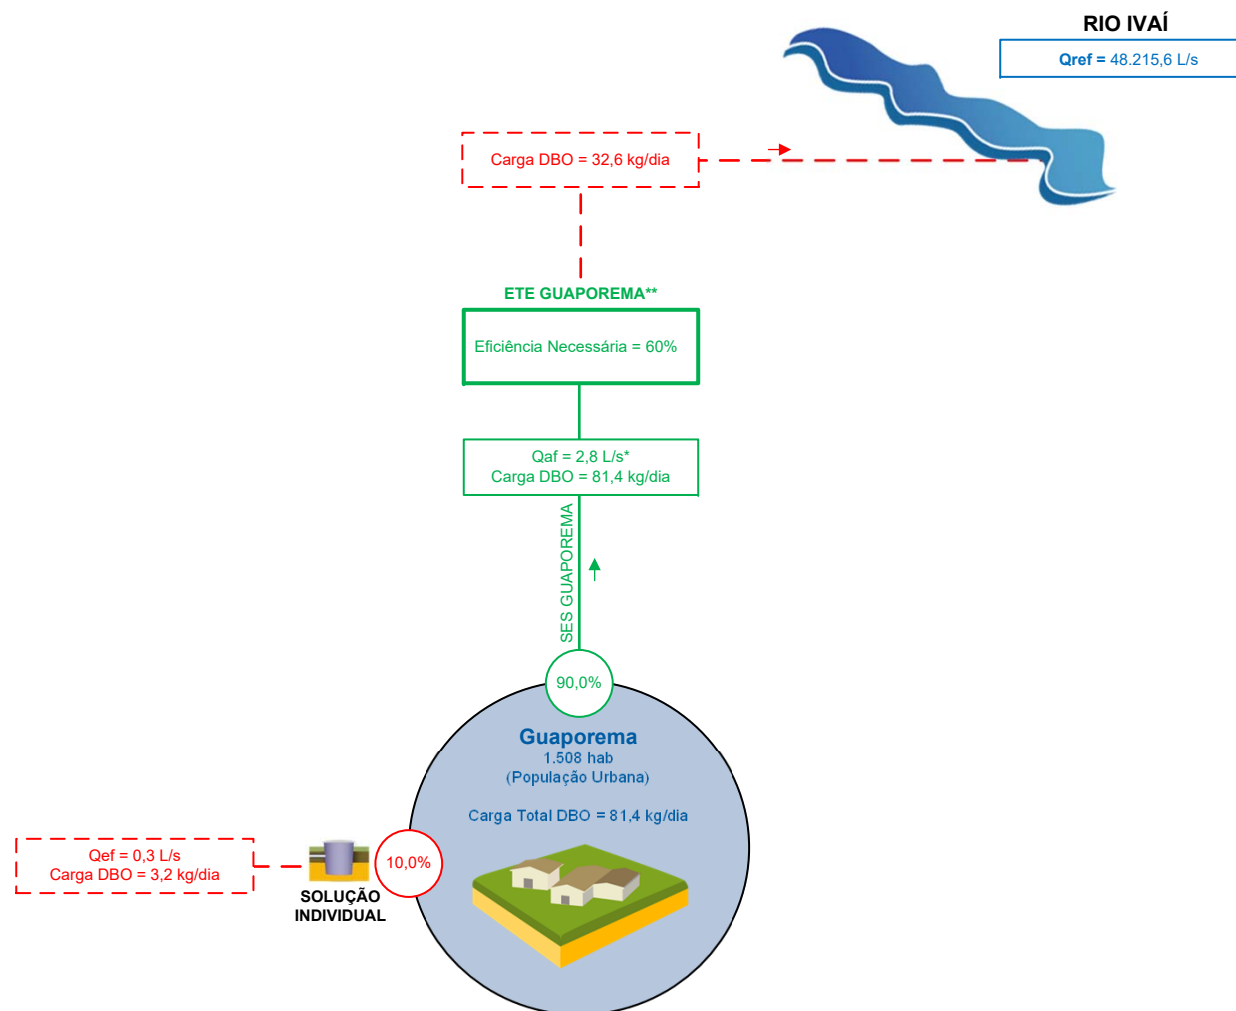 RIO IVAÍ
Qref = 48.215,6 L/s
Carga DBO = 32,6 kg/dia
ETE GUAPOREMA**
Eficiência Necessária = 60%
Qaf = 2,8 L/s*
Carga DBO = 81,4 kg/dia
SES GUAPOREMA
90,0%
Guaporema
1.508 hab
(População Urbana)
Carga Total DBO = 81,4 kg/dia
10,0%
SOLUÇÃO
INDIVIDUAL
Qef = 0,3 L/s
Carga DBO = 3,2 kg/dia